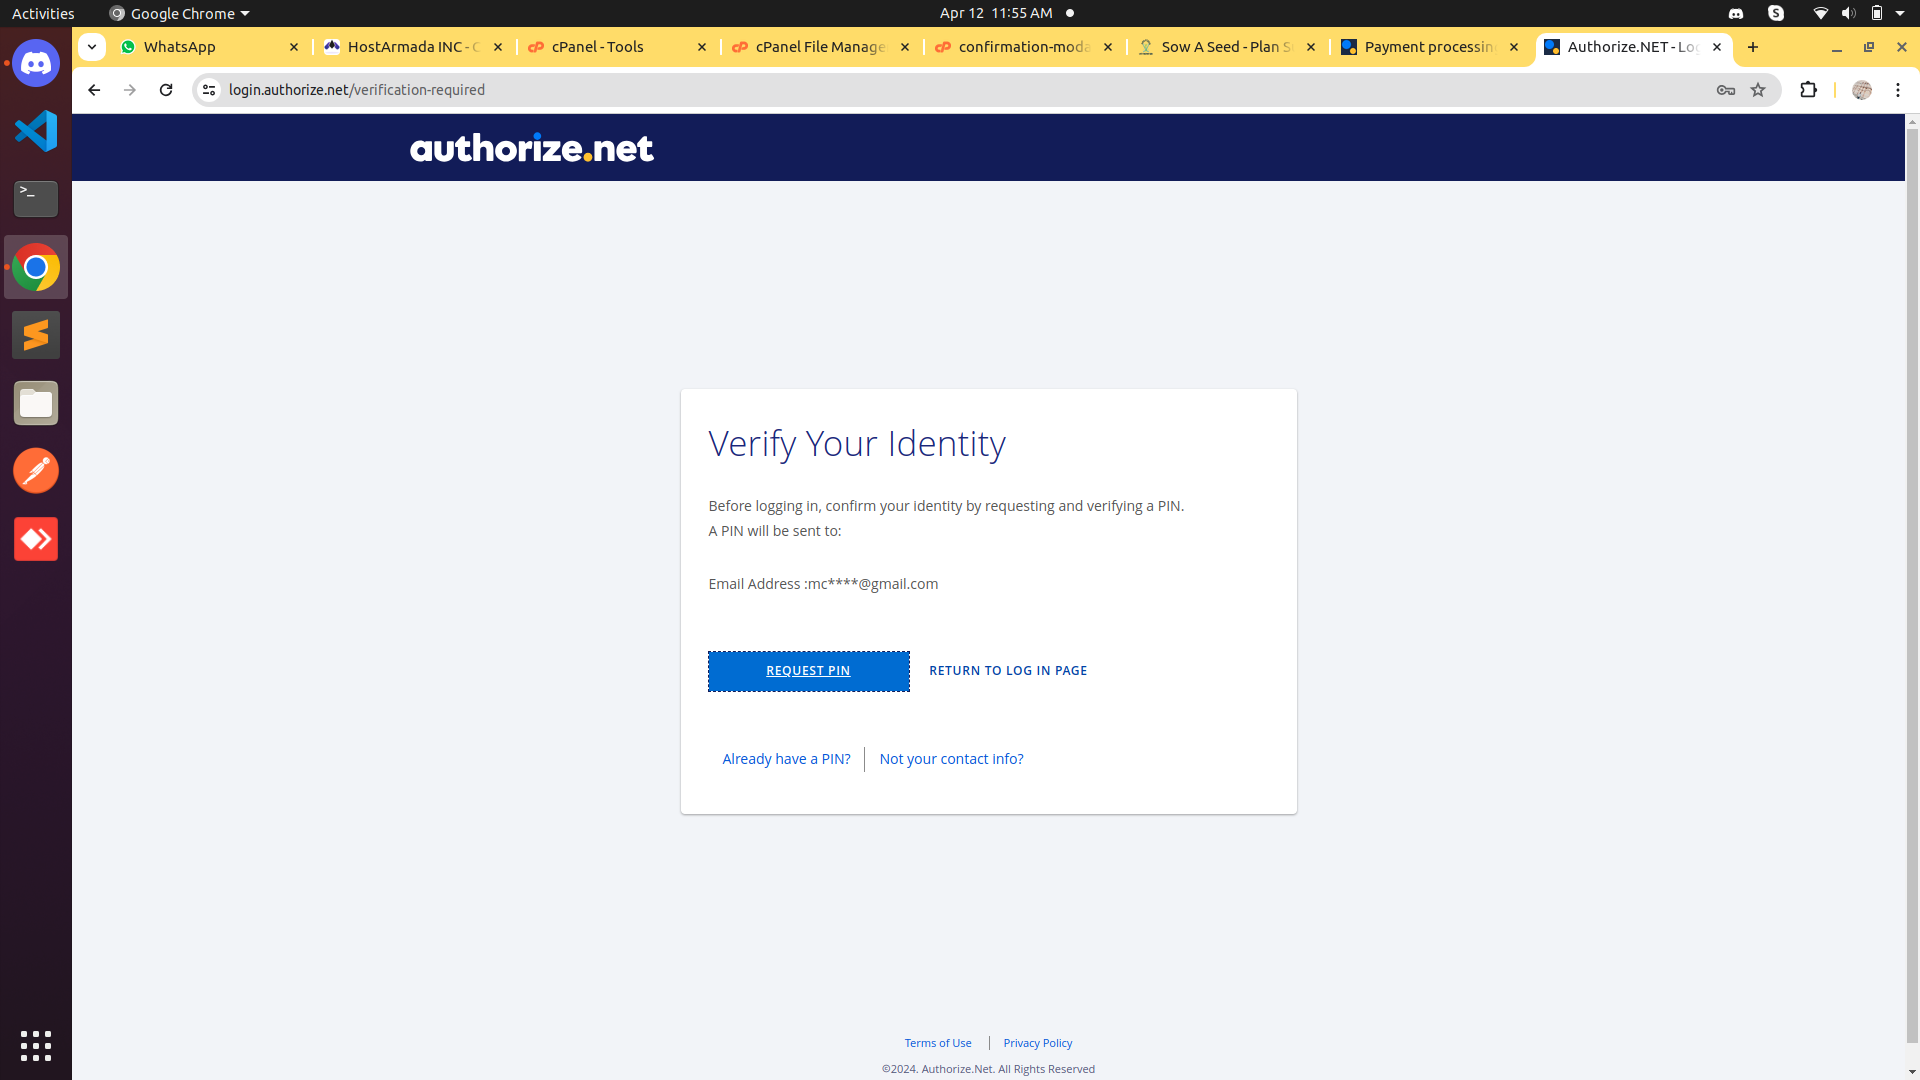 Activities
Google Chrome
Apr 12 11:55 AM
WhatsApp
HostArmada INC - C
cPanel - Tools
cPanel File Manage
confirmation-moda
Sow A Seed - Plan S
Payment processin
Authorize.NET - Lo
login.authorize.net/verification-required
authorize.net
Verify Your Identity
Before logging in, confirm your identity by requesting and verifying a PIN.
A PIN will be sent to:
Email Address :mc****@gmail.com
REQUEST PIN
RETURN TO LOG IN PAGE
Already have a PIN?
Not your contact info?
Terms of Use
Privacy Policy
©2024. Authorize.Net. All Rights Reserved